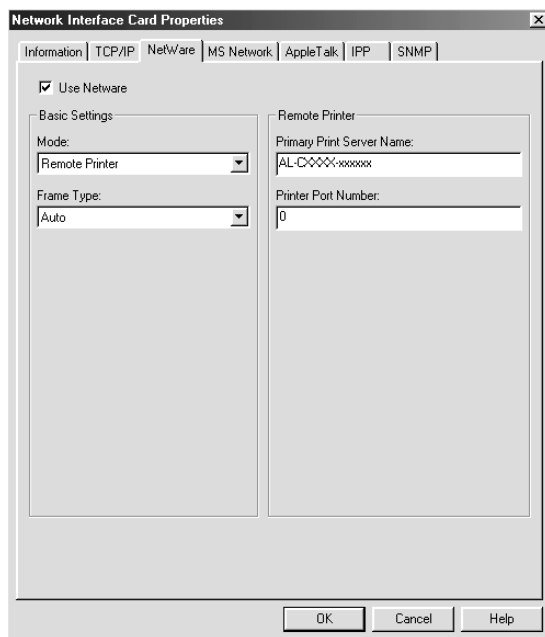 Network Interface Card Properties
Information TCP/IP NetWare MS Network AppleTalk IPP SNMP
Use Netware
Basic Settings
Mode:
Remote Printer
Frame Type:
Auto
Remote Printer
Primary Print Server Name:
AL-CXXXX-xxxxxx
Printer Port Number:
0
OK Cancel Help